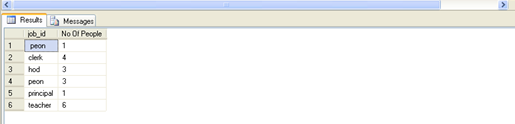 Results Messages
job_id No Of People
1 peon 1
2 clerk 4
3 hod 3
4 peon 3
5 principal 1
6 teacher 6